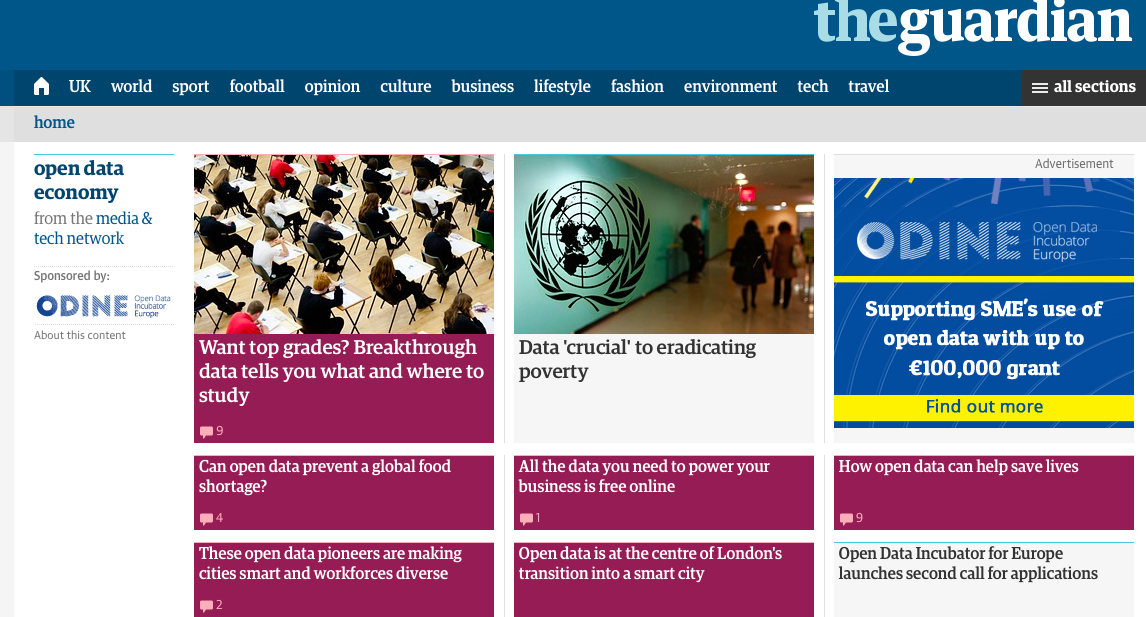 theguardian
UK world sport football opinion culture business lifestyle fashion environment tech travel all sections
home
open data
economy
from the media &
tech network
Sponsored by:
ODINE Open Data
Incubator
Europe
About this content
Want top grades? Breakthrough
data tells you what and where to
study
9
Data 'crucial' to eradicating
poverty
Advertisement
ODINE Open Data
Incubator
Europe
Supporting SME's use of
open data with up to
€100,000 grant
Find out more
Can open data prevent a global food
shortage?
4
All the data you need to power your
business is free online
1
How open data can help save lives
9
These open data pioneers are making
cities smart and workforces diverse
2
Open data is at the centre of London's
transition into a smart city
Open Data Incubator for Europe
launches second call for applications